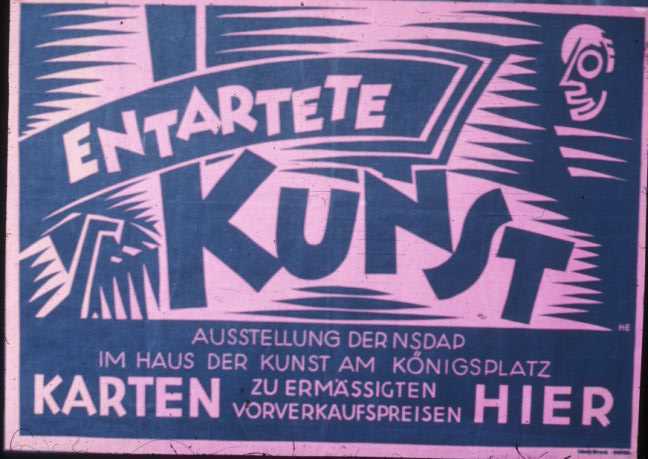 ENTARTETE
KUNST
HE
AUSSTELLUNG DER NSDAP
IM HAUS DER KUNST AM KÖNIGSPLATZ
KARTEN ZU ERMÄSSIGTEN VORVERKAUFSPREISEN HIER